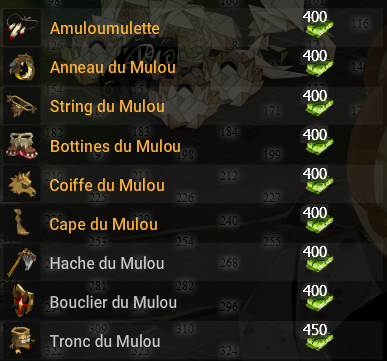 Amuloumulette 400
Anneau du Mulou 400
String du Mulou 400
Bottines du Mulou 400
Coiffe du Mulou 400
Cape du Mulou 400
Hache du Mulou 400
Bouclier du Mulou 400
Tronc du Mulou 450